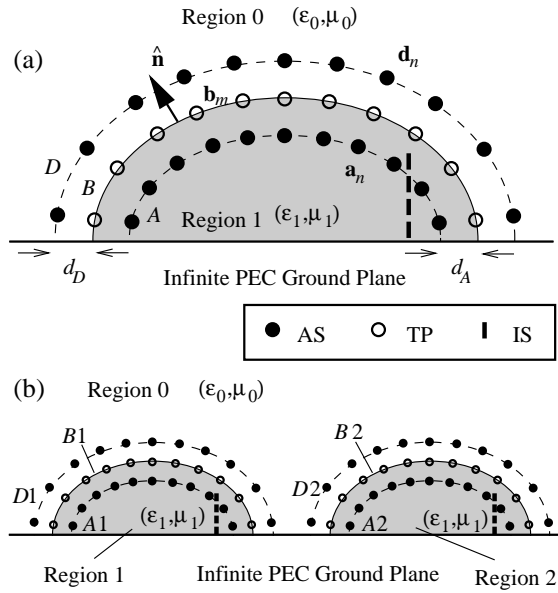 Region 0 (ε0,μ0)
(a)
n̂
dn
bm
D
B
an
A
Region 1 (ε1,μ1)
dD
Infinite PEC Ground Plane
dA
AS TP IS
(b)
Region 0 (ε0,μ0)
B1
B2
D1
D2
A1 (ε1,μ1)
(ε1,μ1) A2
Region 1
Infinite PEC Ground Plane
Region 2